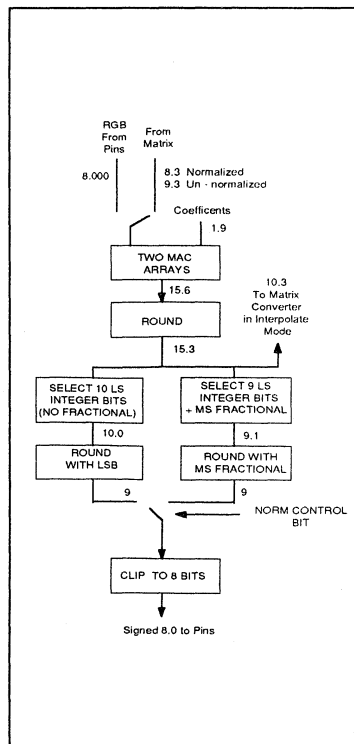 RGB
From
Pins
From
Matrix
8.000
8.3 Normalized
9.3 Un - normalized
Coefficents
1.9
TWO MAC
ARRAYS
15.6
ROUND
10.3
To Matrix
Converter
in Interpolate
Mode
15.3
SELECT 10 LS
INTEGER BITS
(NO FRACTIONAL)
SELECT 9 LS
INTEGER BITS
+ MS FRACTIONAL
10.0
9.1
ROUND
WITH LSB
ROUND WITH
MS FRACTIONAL
9
9
NORM CONTROL
BIT
CLIP TO 8 BITS
Signed 8.0 to Pins